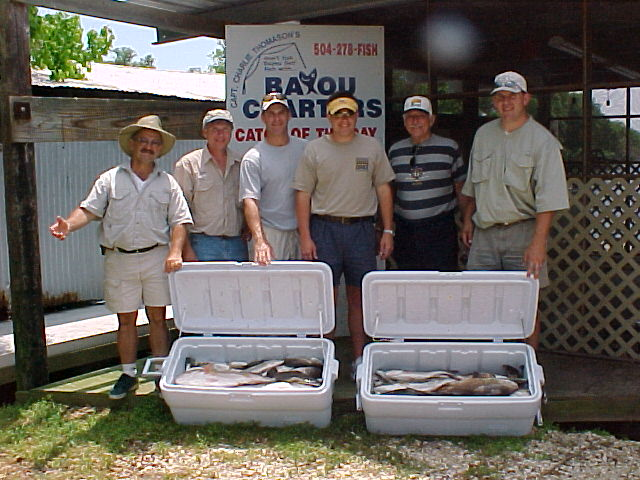 CAPT. CHARLIE THOMASON'S
504-278-FISH
BAYOU
CHARTERS
CATCH OF THE DAY